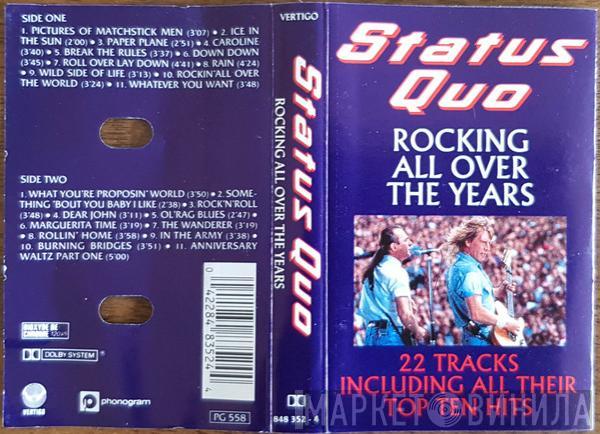 SIDE ONE
1. PICTURES OF MATCHSTICK MEN (3'07) ● 2. ICE IN
THE SUN (2'00) ● 3. PAPER PLANE (2'51) ● 4. CAROLINE
(3'40) ● 5. BREAK THE RULES (3'37) ● 6. DOWN DOWN
(3'45) ● 7. ROLL OVER LAY DOWN (4'41) ● 8. RAIN (4'24)
● 9. WILD SIDE OF LIFE (3'13) ● 10. ROCKIN'ALL OVER
THE WORLD (3'24) ● 11. WHATEVER YOU WANT (3'48)
SIDE TWO
1. WHAT YOU'RE PROPOSIN' WORLD (3'50) ● 2. SOME-
THING 'BOUT YOU BABY I LIKE (2'38) ● 3. ROCK'N'ROLL
(3'48) ● 4. DEAR JOHN (3'11) ● 5. OL'RAG BLUES (2'47) ●
6. MARGUERITA TIME (3'19) ● 7. THE WANDERER (3'19)
● 8. ROLLIN' HOME (3'58) ● 9. IN THE ARMY (3'38) ●
10. BURNING BRIDGES (3'51) ● 11. ANNIVERSARY
WALTZ PART ONE (5'00)
DIOXYDE DE
CHROME 120µS
DOLBY SYSTEM®
VERTIGO
phonogram
0 42284 83524 4
PG 558
VERTIGO
Status Quo
ROCKING ALL OVER THE YEARS
848 352-4
Status
Quo
ROCKING
ALL OVER
THE YEARS
22 TRACKS
INCLUDING ALL THEIR
TOP TEN HITS
МАРКЕТ ВИНИЛА